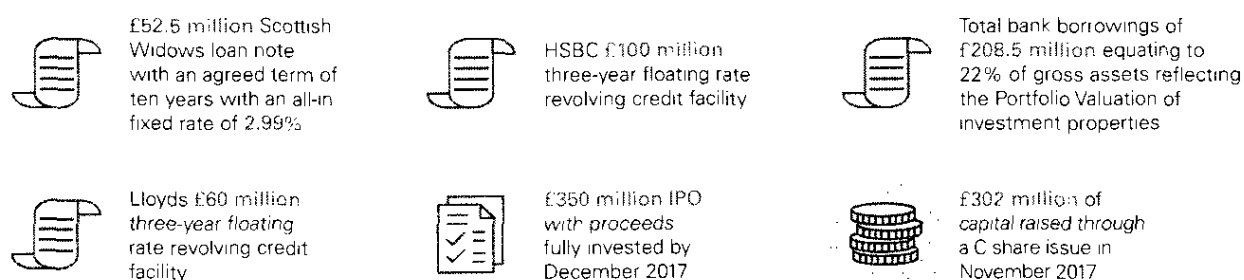 £52.5 million Scottish
Widows loan note
with an agreed term of
ten years with an all-in
fixed rate of 2.99%
HSBC £100 million
three-year floating rate
revolving credit facility
Total bank borrowings of
£208.5 million equating to
22% of gross assets reflecting
the Portfolio Valuation of
investment properties
Lloyds £60 million
three-year floating
rate revolving credit
facility
£350 million IPO
with proceeds
fully invested by
December 2017
£302 million of
capital raised through
a C share issue in
November 2017